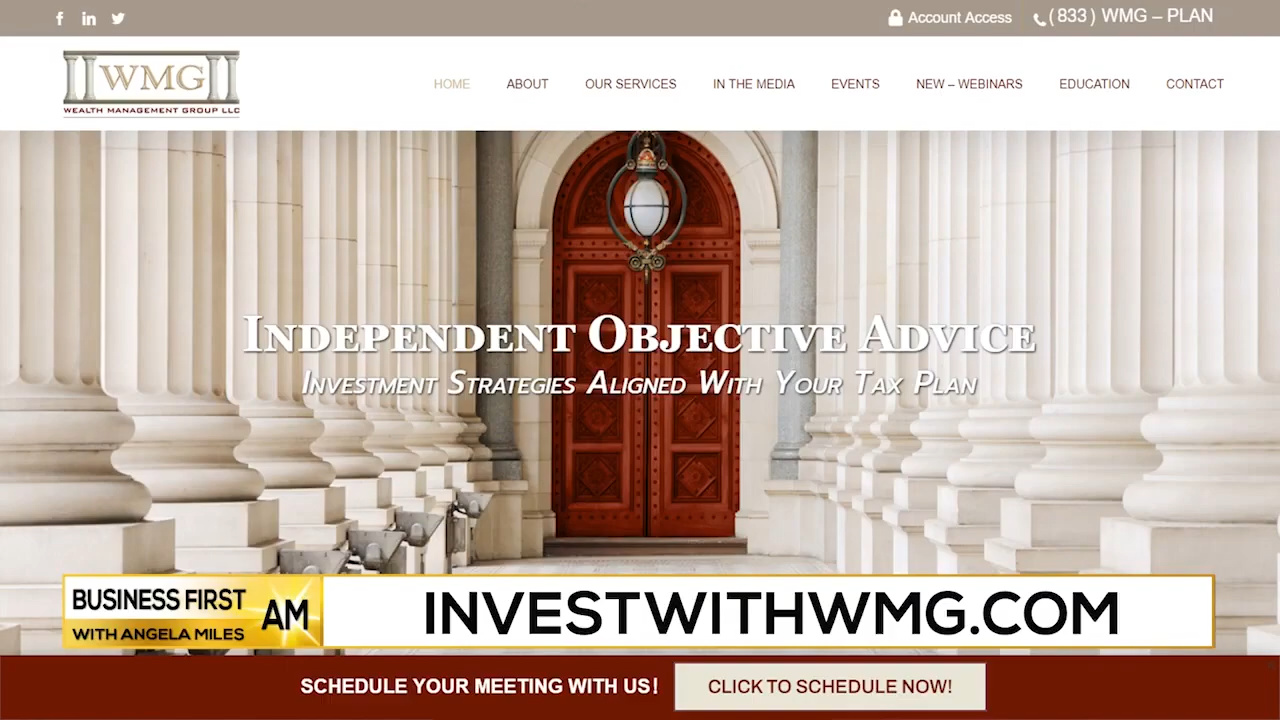 Account Access
(833) WMG – PLAN
WMG
WEALTH MANAGEMENT GROUP LLC
HOME
ABOUT
OUR SERVICES
IN THE MEDIA
EVENTS
NEW – WEBINARS
EDUCATION
CONTACT
INDEPENDENT OBJECTIVE ADVICE
INVESTMENT STRATEGIES ALIGNED WITH YOUR TAX PLAN
BUSINESS FIRST
AM
WITH ANGELA MILES
INVESTWITHWMG.COM
SCHEDULE YOUR MEETING WITH US!
CLICK TO SCHEDULE NOW!